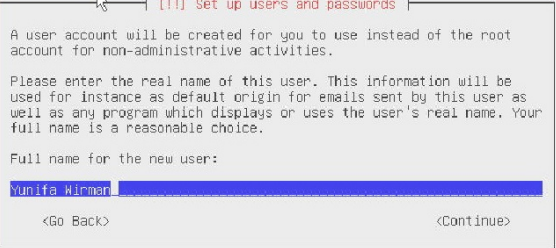 [!!] Set up users and passwords
A user account will be created for you to use instead of the root
account for non-administrative activities.
Please enter the real name of this user. This information will be
used for instance as default origin for emails sent by this user as
well as any program which displays or uses the user's real name. Your
full name is a reasonable choice.
Full name for the new user:
Yunifa Wirman
<Go Back> <Continue>